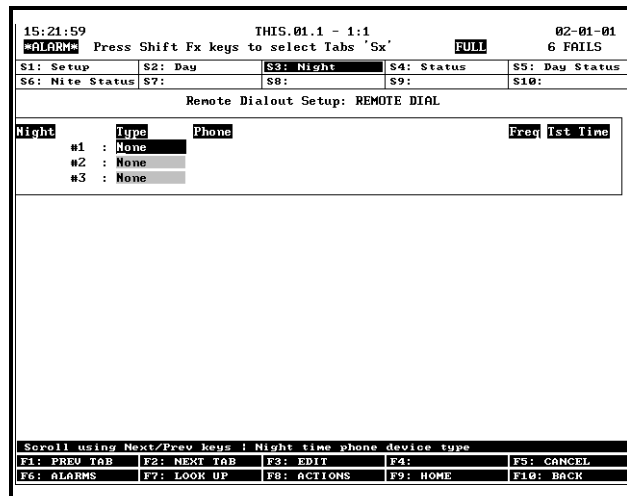 15:21:59 THIS.01.1 - 1:1 02-01-01
*ALARM* Press Shift Fx keys to select Tabs 'Sx' FULL 6 FAILS
S1: Setup S2: Day S3: Night S4: Status S5: Day Status
S6: Nite Status S7: S8: S9: S10:
Remote Dialout Setup: REMOTE DIAL
Night Type Phone Freq Tst Time
#1 : None
#2 : None
#3 : None
Scroll using Next/Prev keys ¦ Night time phone device type
F1: PREV TAB F2: NEXT TAB F3: EDIT F4: F5: CANCEL
F6: ALARMS F7: LOOK UP F8: ACTIONS F9: HOME F10: BACK